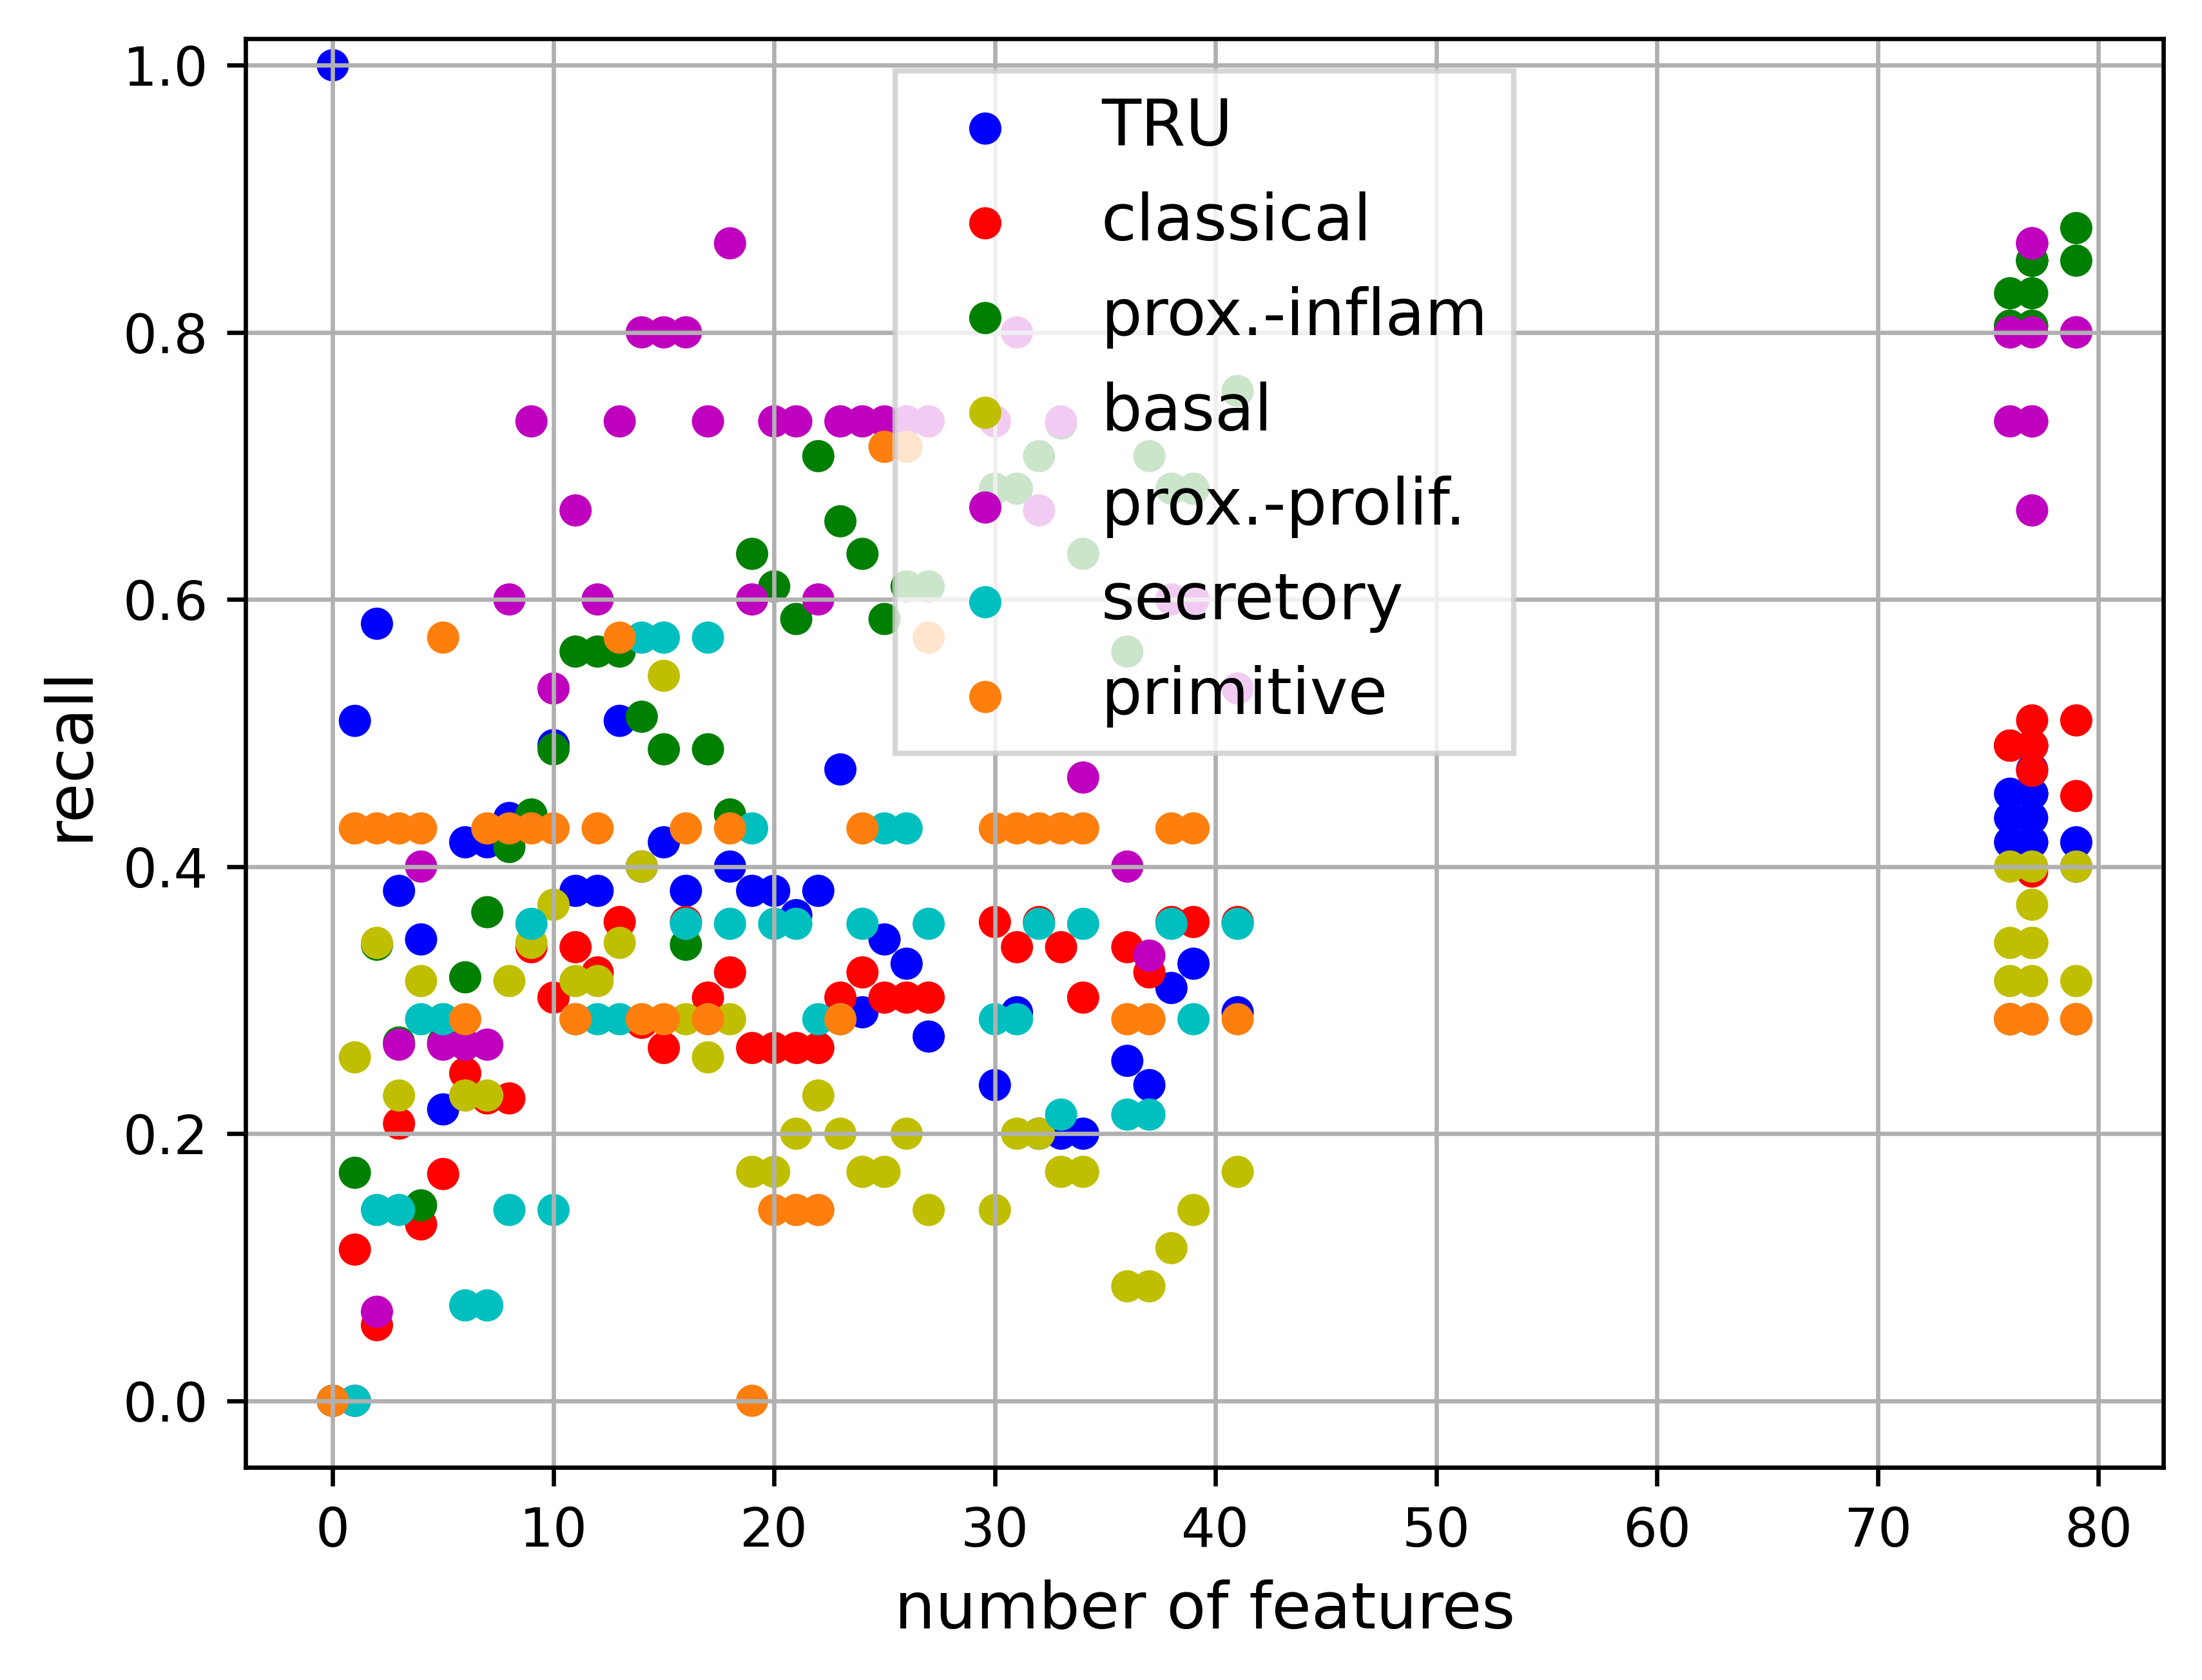 1.0
0.8
0.6
0.4
0.2
0.0
recall
TRU
classical
prox.-inflam
basal
prox.-prolif.
secretory
primitive
0 10 20 30 40 50 60 70 80
number of features